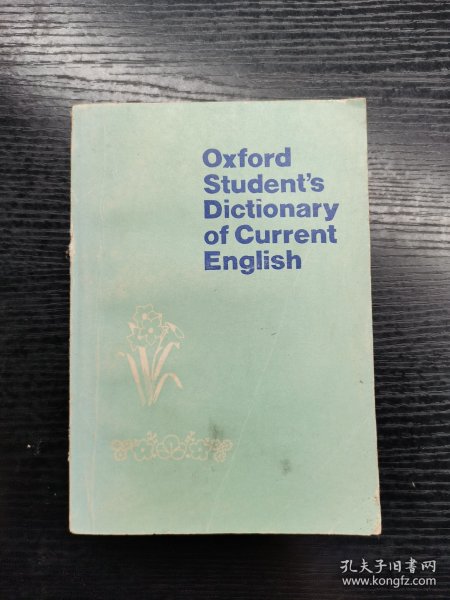 Oxford
Student's
Dictionary
of Current
English
孔夫子旧书网
www.kongfz.com